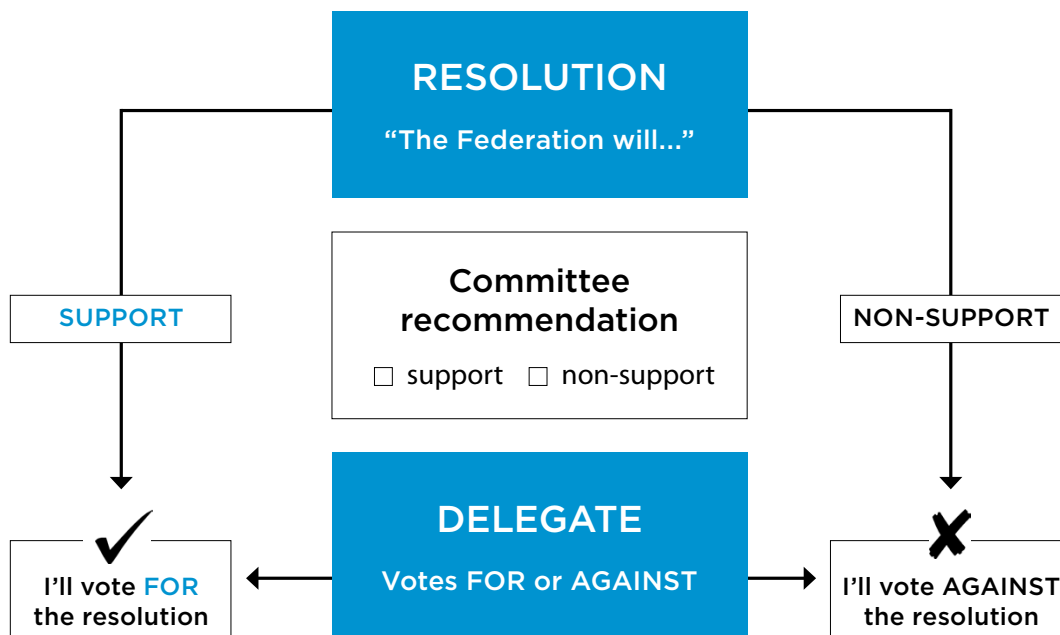 RESOLUTION
“The Federation will...”
Committee
recommendation
□ support □ non-support
SUPPORT
NON-SUPPORT
DELEGATE
Votes FOR or AGAINST
I’ll vote FOR
the resolution
I’ll vote AGAINST
the resolution